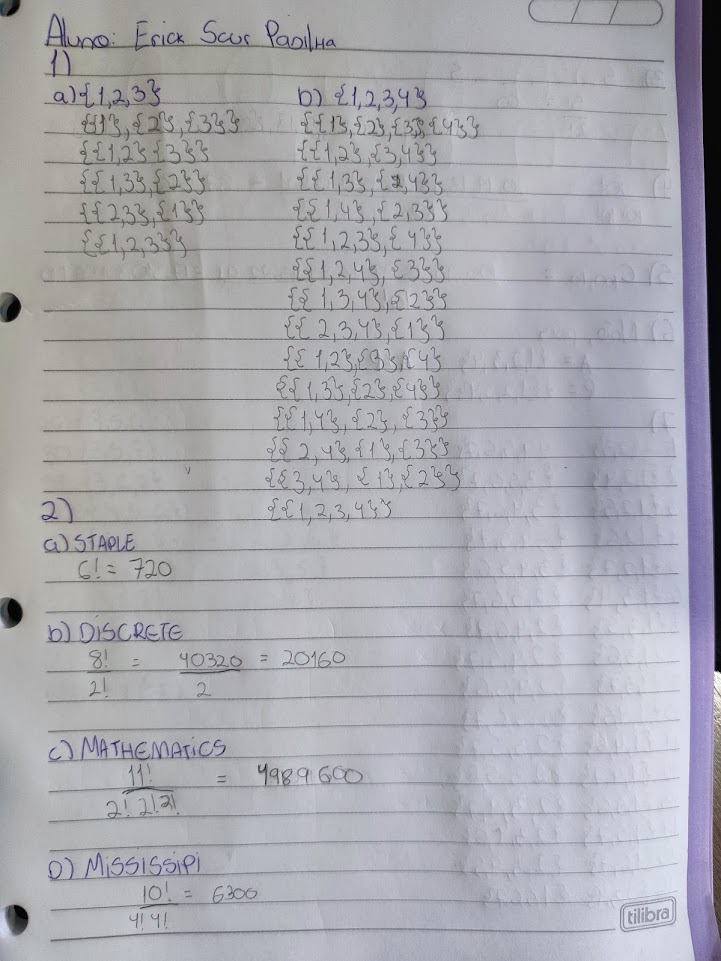 Aluno: Erick Scur Padilha
1)
a) {1,2,3}
{{1},{2},{3}}
{{1,2}{3}}
{{1,3},{2}}
{{2,3},{1}}
{{1,2,3}}
b) {1,2,3,4}
{{1},{2},{3},{4}}
{{1,2},{3,4}}
{{1,3},{2,4}}
{{1,4},{2,3}}
{{1,2,3},{4}}
{{1,2,4},{3}}
{{1,3,4},{2}}
{{2,3,4},{1}}
{{1,2},{3},{4}
{{1,3},{2},{4}}
{{1,4},{2},{3}}
{{2,4},{1},{3}}
{{3,4},{1},{2}}
{{1,2,3,4}}
2)
a) STAPLE
6! = 720
b) DISCRETE
8! = 40320 = 20160
2! 2
c) MATHEMATICS
11! = 4989600
2! 2! 2!
D) MISSISSIPI
10! = 6300
4! 4!
tilibra